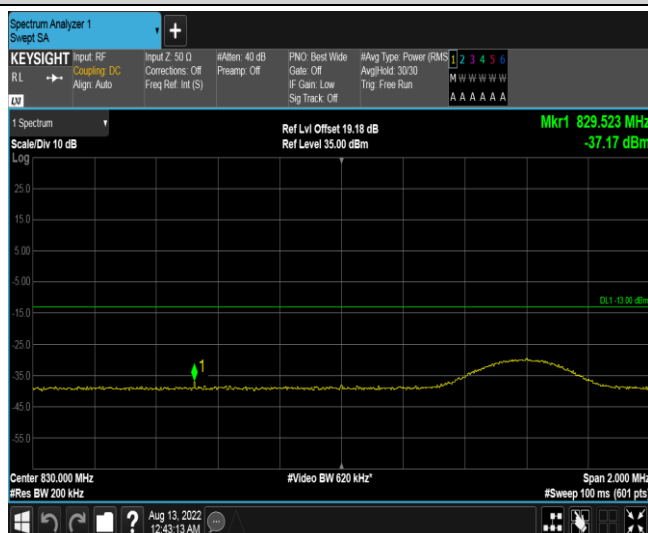 Spectrum Analyzer 1
Swept SA
+
KEYSIGHT
RL
Input: RF
Coupling: DC
Align: Auto
Input Z: 50 Ω
Corrections: Off
Freq Ref: Int (S)
#Atten: 40 dB
Preamp: Off
PNO: Best Wide
Gate: Off
IF Gain: Low
Sig Track: Off
#Avg Type: Power (RMS
Avg|Hold: 30/30
Trig: Free Run
1 2 3 4 5 6
M W W W W W
A A A A A A
LXI
1 Spectrum
Scale/Div 10 dB
Ref Lvl Offset 19.18 dB
Ref Level 35.00 dBm
Mkr1 829.523 MHz
-37.17 dBm
Log
25.0
15.0
5.00
-5.00
DL1 -13.00 dBm
-15.0
-25.0
1
-35.0
-45.0
-55.0
Center 830.000 MHz
#Video BW 620 kHz*
Span 2.000 MHz
#Res BW 200 kHz
#Sweep 100 ms (601 pts)
?
Aug 13, 2022
12:43:13 AM